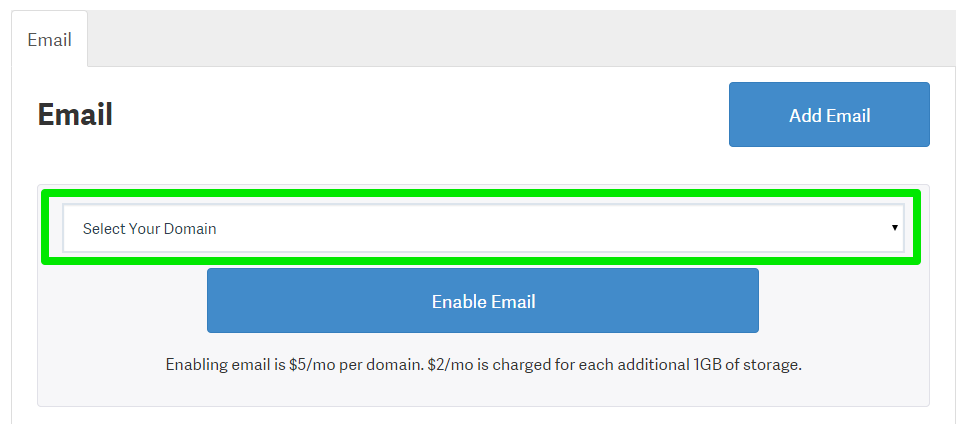 Email
Email
Add Email
Select Your Domain
Enable Email
Enabling email is $5/mo per domain. $2/mo is charged for each additional 1GB of storage.